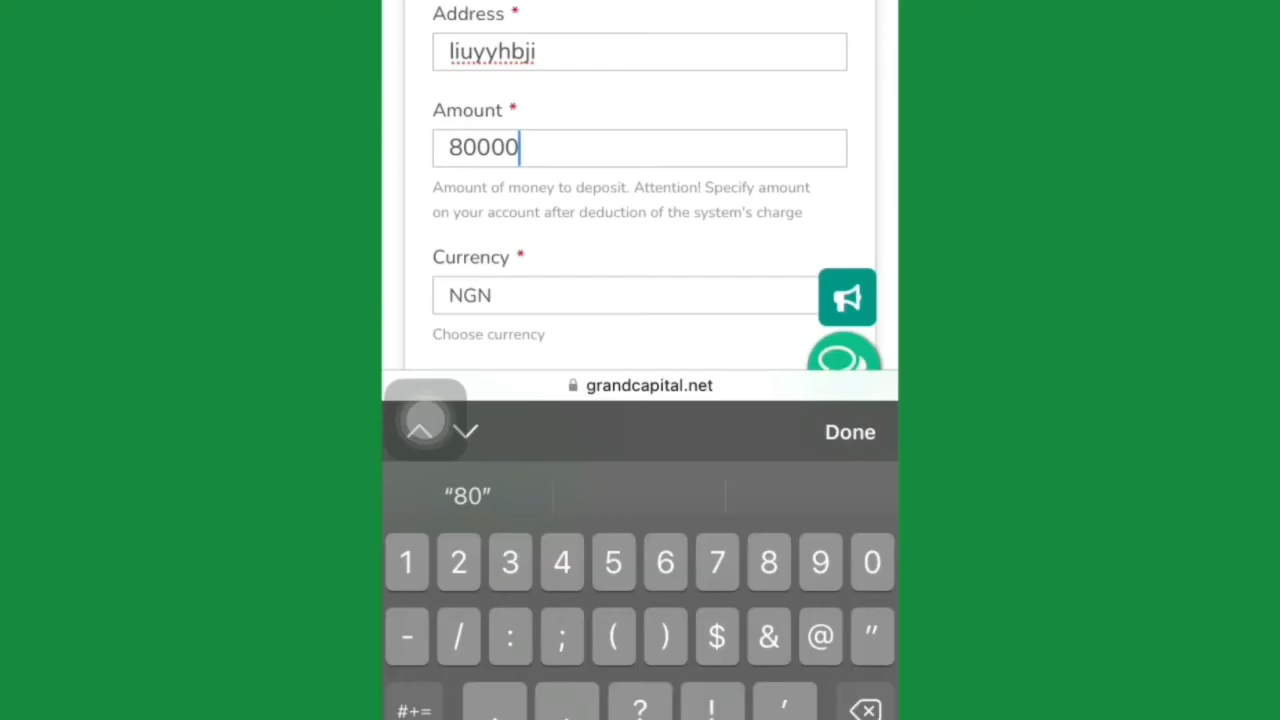 Address *
liuyyhbji
Amount *
80000
Amount of money to deposit. Attention! Specify amount
on your account after deduction of the system's charge
Currency *
NGN
Choose currency
grandcapital.net
Done
“80”
1 2 3 4 5 6 7 8 9 0
- / : ; ( ) $ & @ "
#+= . , ? ! '